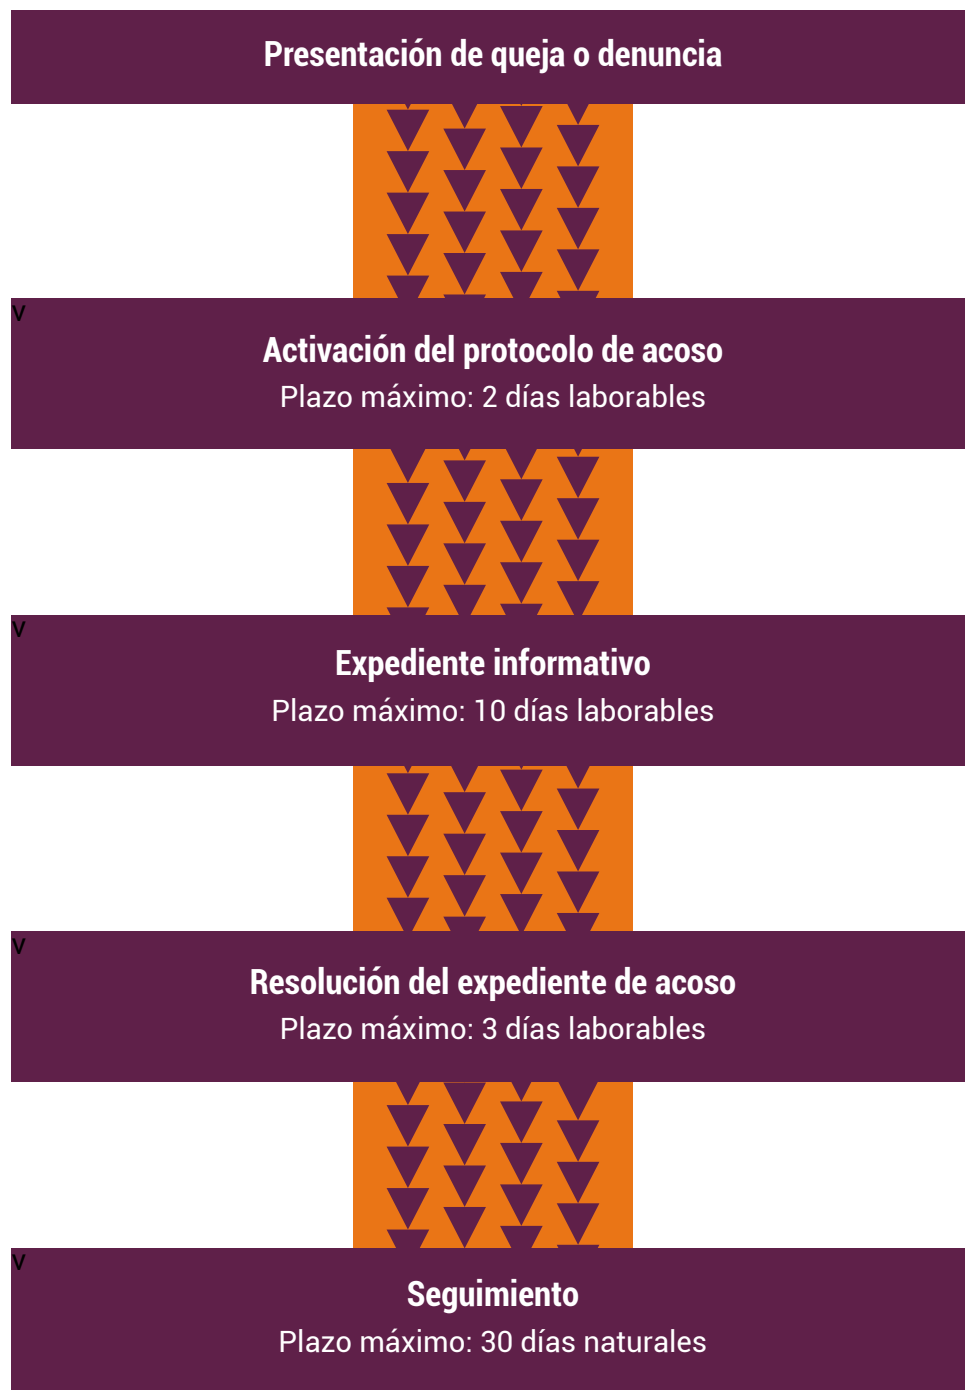 Presentación de queja o denuncia
v
Activación del protocolo de acoso
Plazo máximo: 2 días laborables
v
Expediente informativo
Plazo máximo: 10 días laborables
v
Resolución del expediente de acoso
Plazo máximo: 3 días laborables
v
Seguimiento
Plazo máximo: 30 días naturales